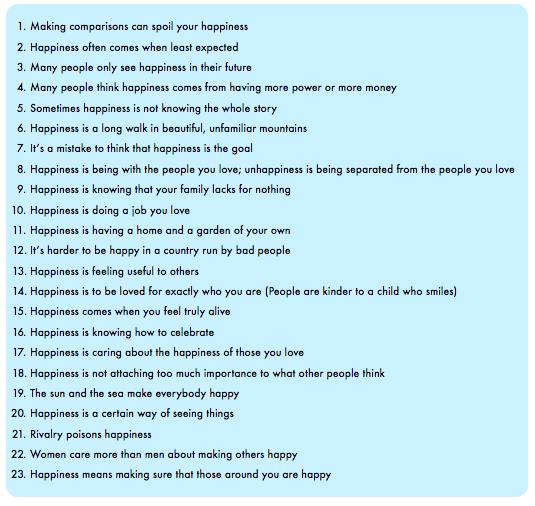 1. Making comparisons can spoil your happiness
2. Happiness often comes when least expected
3. Many people only see happiness in their future
4. Many people think happiness comes from having more power or more money
5. Sometimes happiness is not knowing the whole story
6. Happiness is a long walk in beautiful, unfamiliar mountains
7. It's a mistake to think that happiness is the goal
8. Happiness is being with the people you love; unhappiness is being separated from the people you love
9. Happiness is knowing that your family lacks for nothing
10. Happiness is doing a job you love
11. Happiness is having a home and a garden of your own
12. It's harder to be happy in a country run by bad people
13. Happiness is feeling useful to others
14. Happiness is to be loved for exactly who you are (People are kinder to a child who smiles)
15. Happiness comes when you feel truly alive
16. Happiness is knowing how to celebrate
17. Happiness is caring about the happiness of those you love
18. Happiness is not attaching too much importance to what other people think
19. The sun and the sea make everybody happy
20. Happiness is a certain way of seeing things
21. Rivalry poisons happiness
22. Women care more than men about making others happy
23. Happiness means making sure that those around you are happy